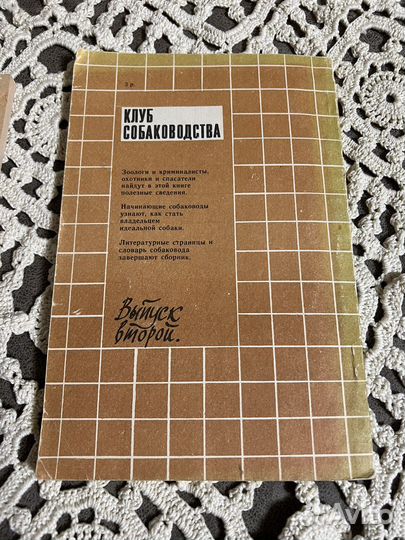 3 р.
КЛУБ
СОБАКОВОДСТВА
Зоологи и криминалисты,
охотники и спасатели
найдут в этой книге
полезные сведения.
Начинающие собаководы
узнают, как стать
владельцем
идеальной собаки.
Литературные страницы и
словарь собаковода
завершают сборник.
Выпуск
второй.
Avito